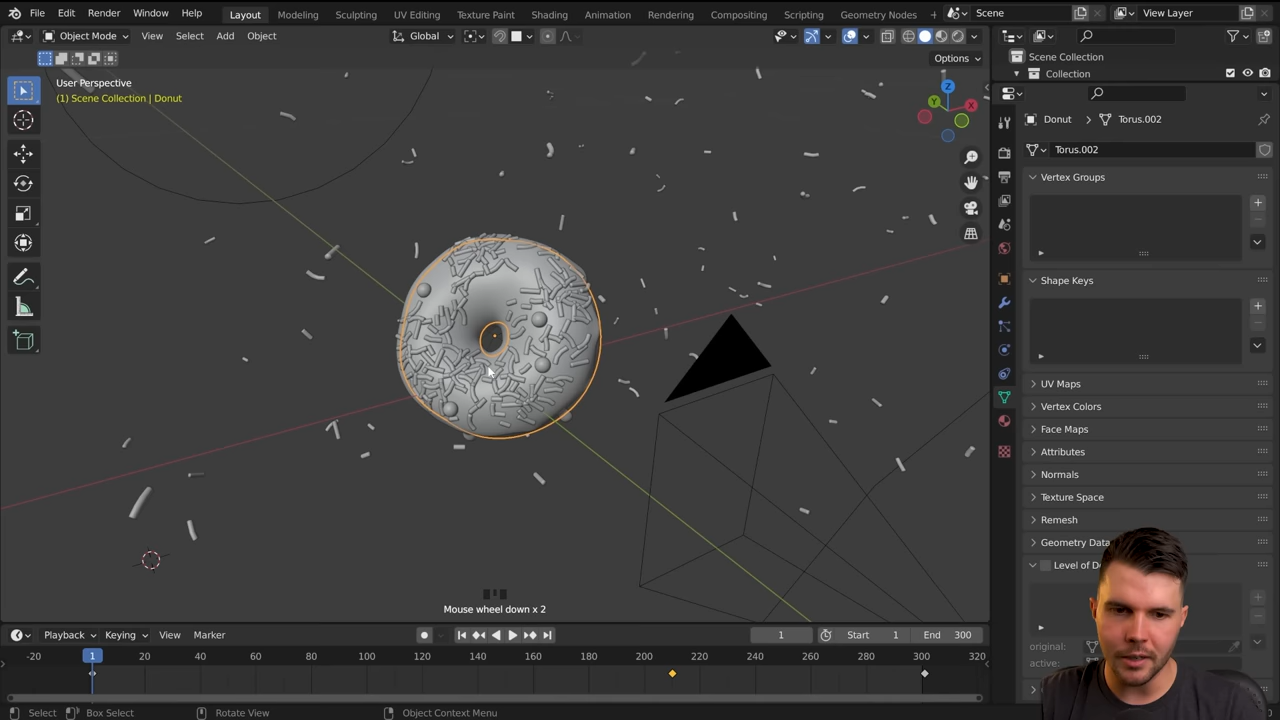 File Edit Render Window Help Layout Modeling Sculpting UV Editing Texture Paint Shading Animation Rendering Compositing Scripting Geometry Nodes + Scene View Layer
Object Mode View Select Add Object Global
Options
User Perspective
(1) Scene Collection | Donut
Z
Y
X
Scene Collection
Collection
Donut > Torus.002
Torus.002
Vertex Groups
Shape Keys
UV Maps
Vertex Colors
Face Maps
Attributes
Normals
Texture Space
Remesh
Geometry Data
Level of De
original:
active:
Mouse wheel down x 2
Playback Keying View Marker 1 Start 1 End 300
-20 1 20 40 60 80 100 120 140 160 180 200 220 240 260 280 300 320
Select Box Select Rotate View Object Context Menu